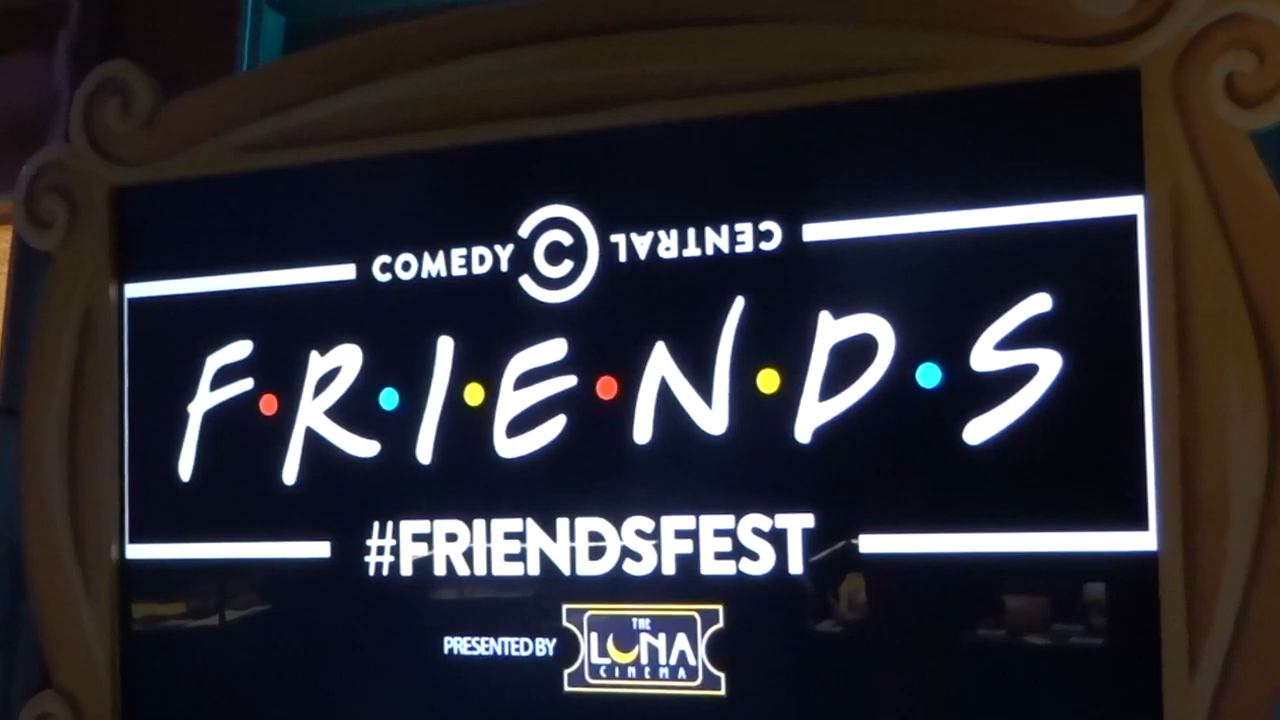 COMEDY C CENTRAL
F•R•I•E•N•D•S
#FRIENDSFEST
PRESENTED BY THE LUNA CINEMA